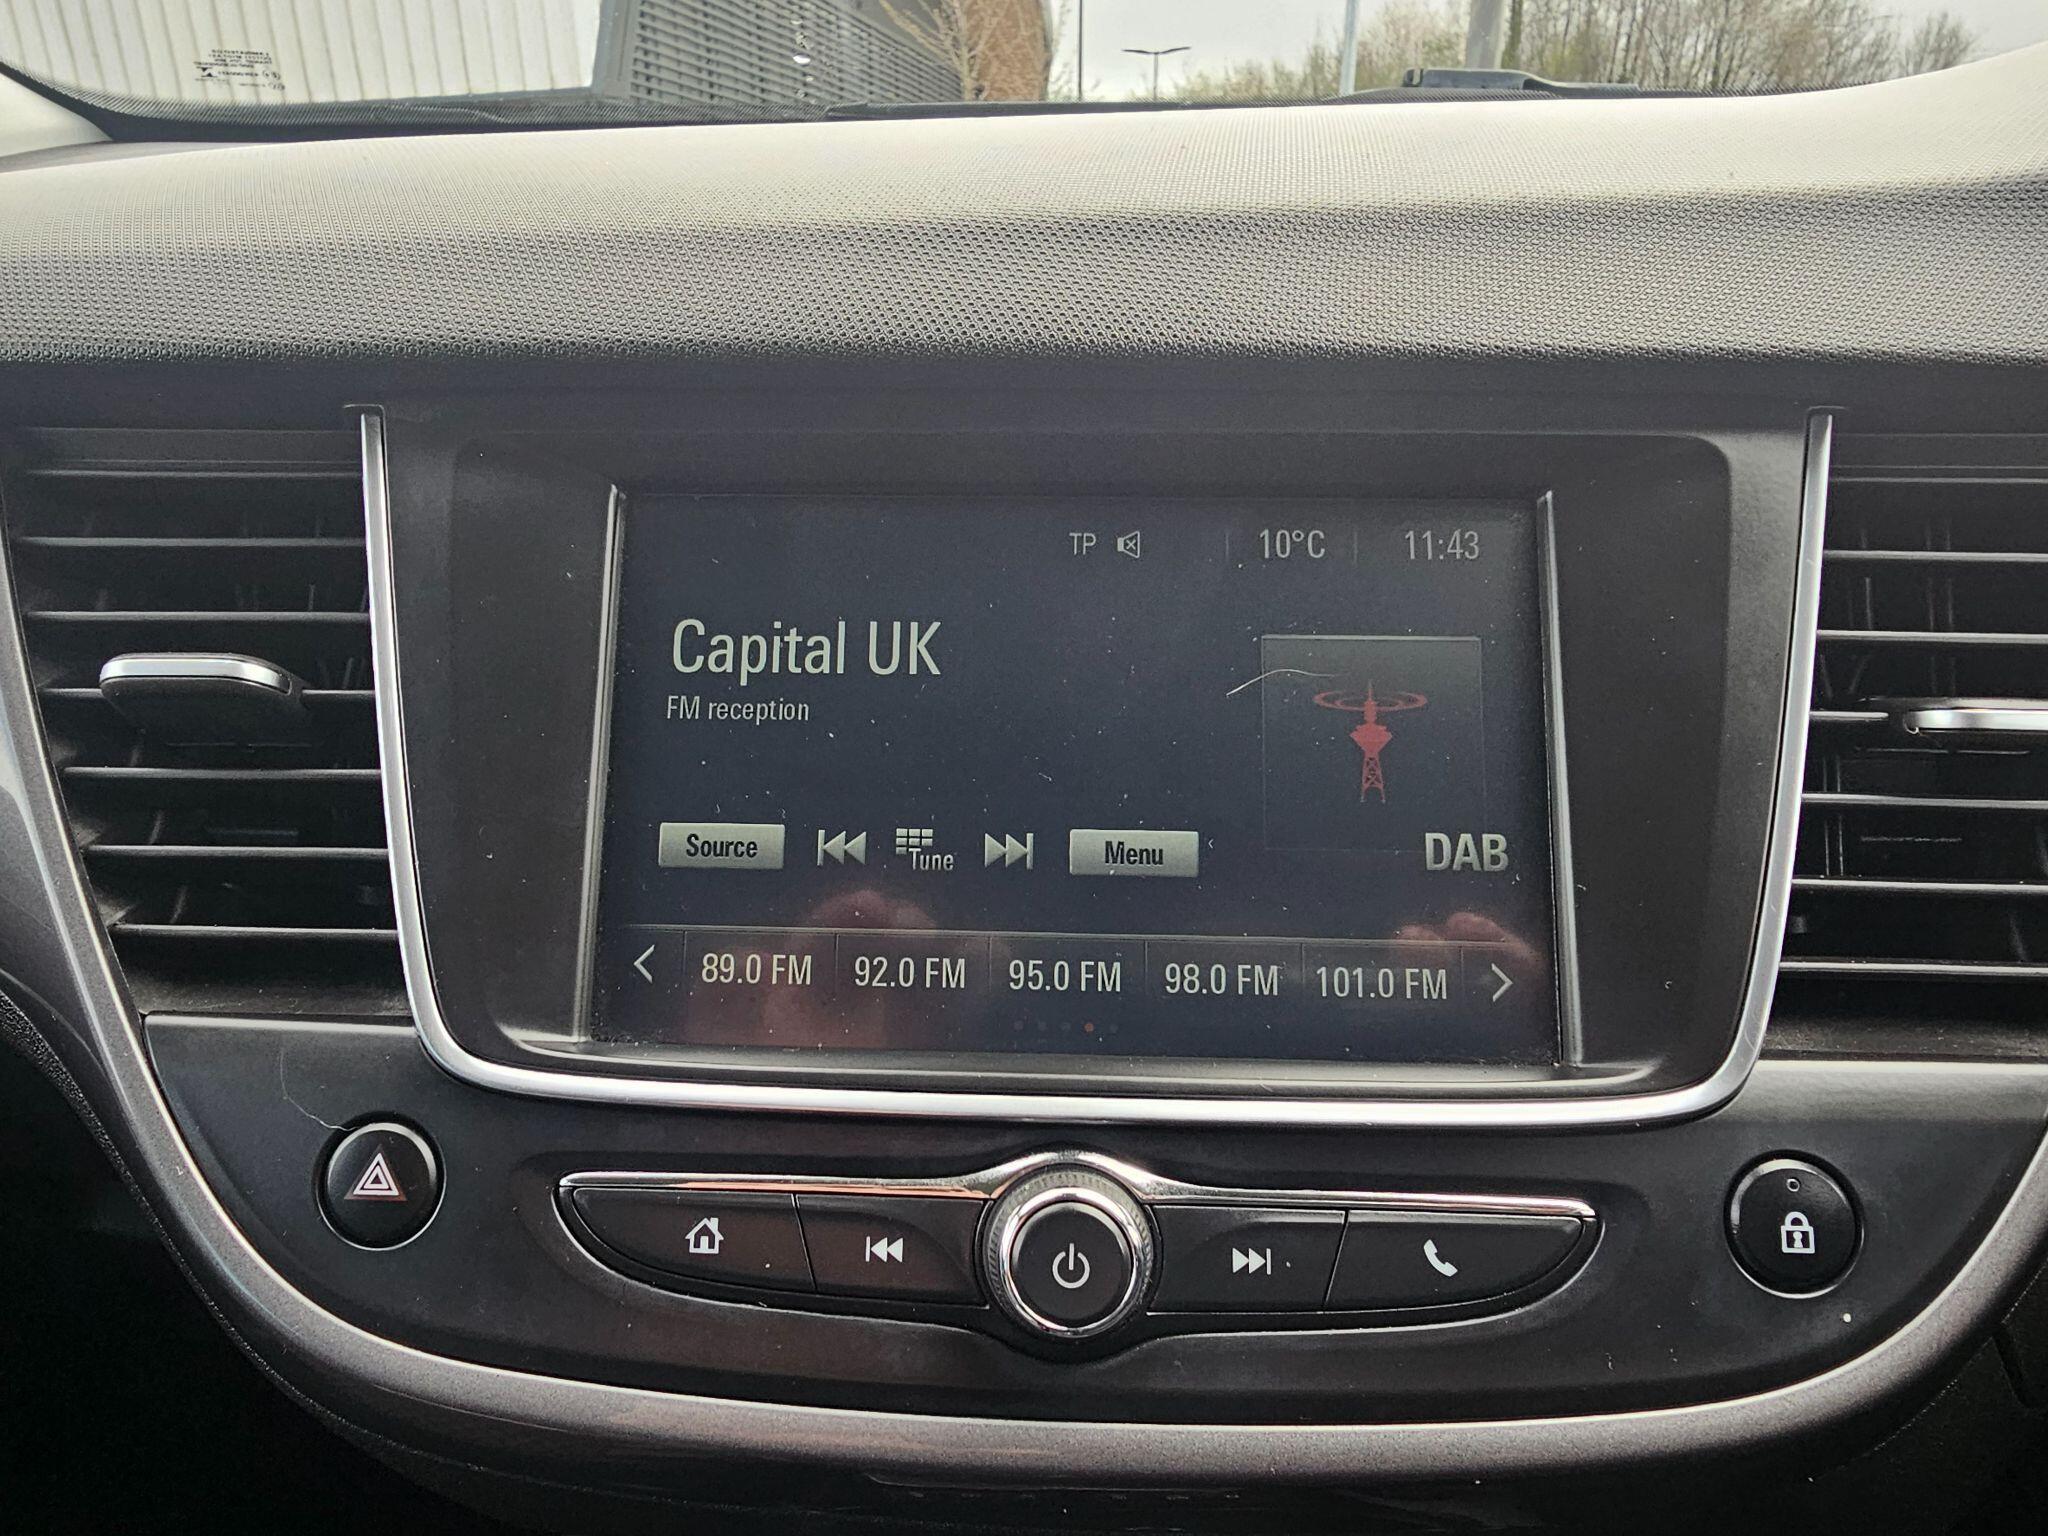 TP 10°C 11:43
Capital UK
FM reception
Source Tune Menu
DAB
89.0 FM 92.0 FM 95.0 FM 98.0 FM 101.0 FM